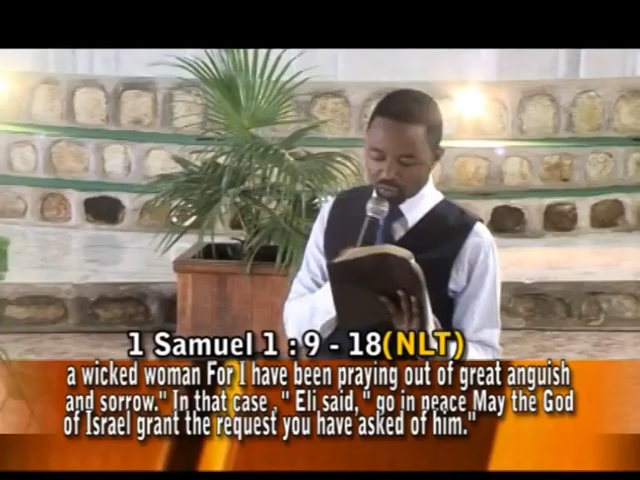 1 Samuel 1 : 9 - 18(NLT)
a wicked woman For I have been praying out of great anguish
and sorrow." In that case ," Eli said, " go in peace May the God
of Israel grant the request you have asked of him."